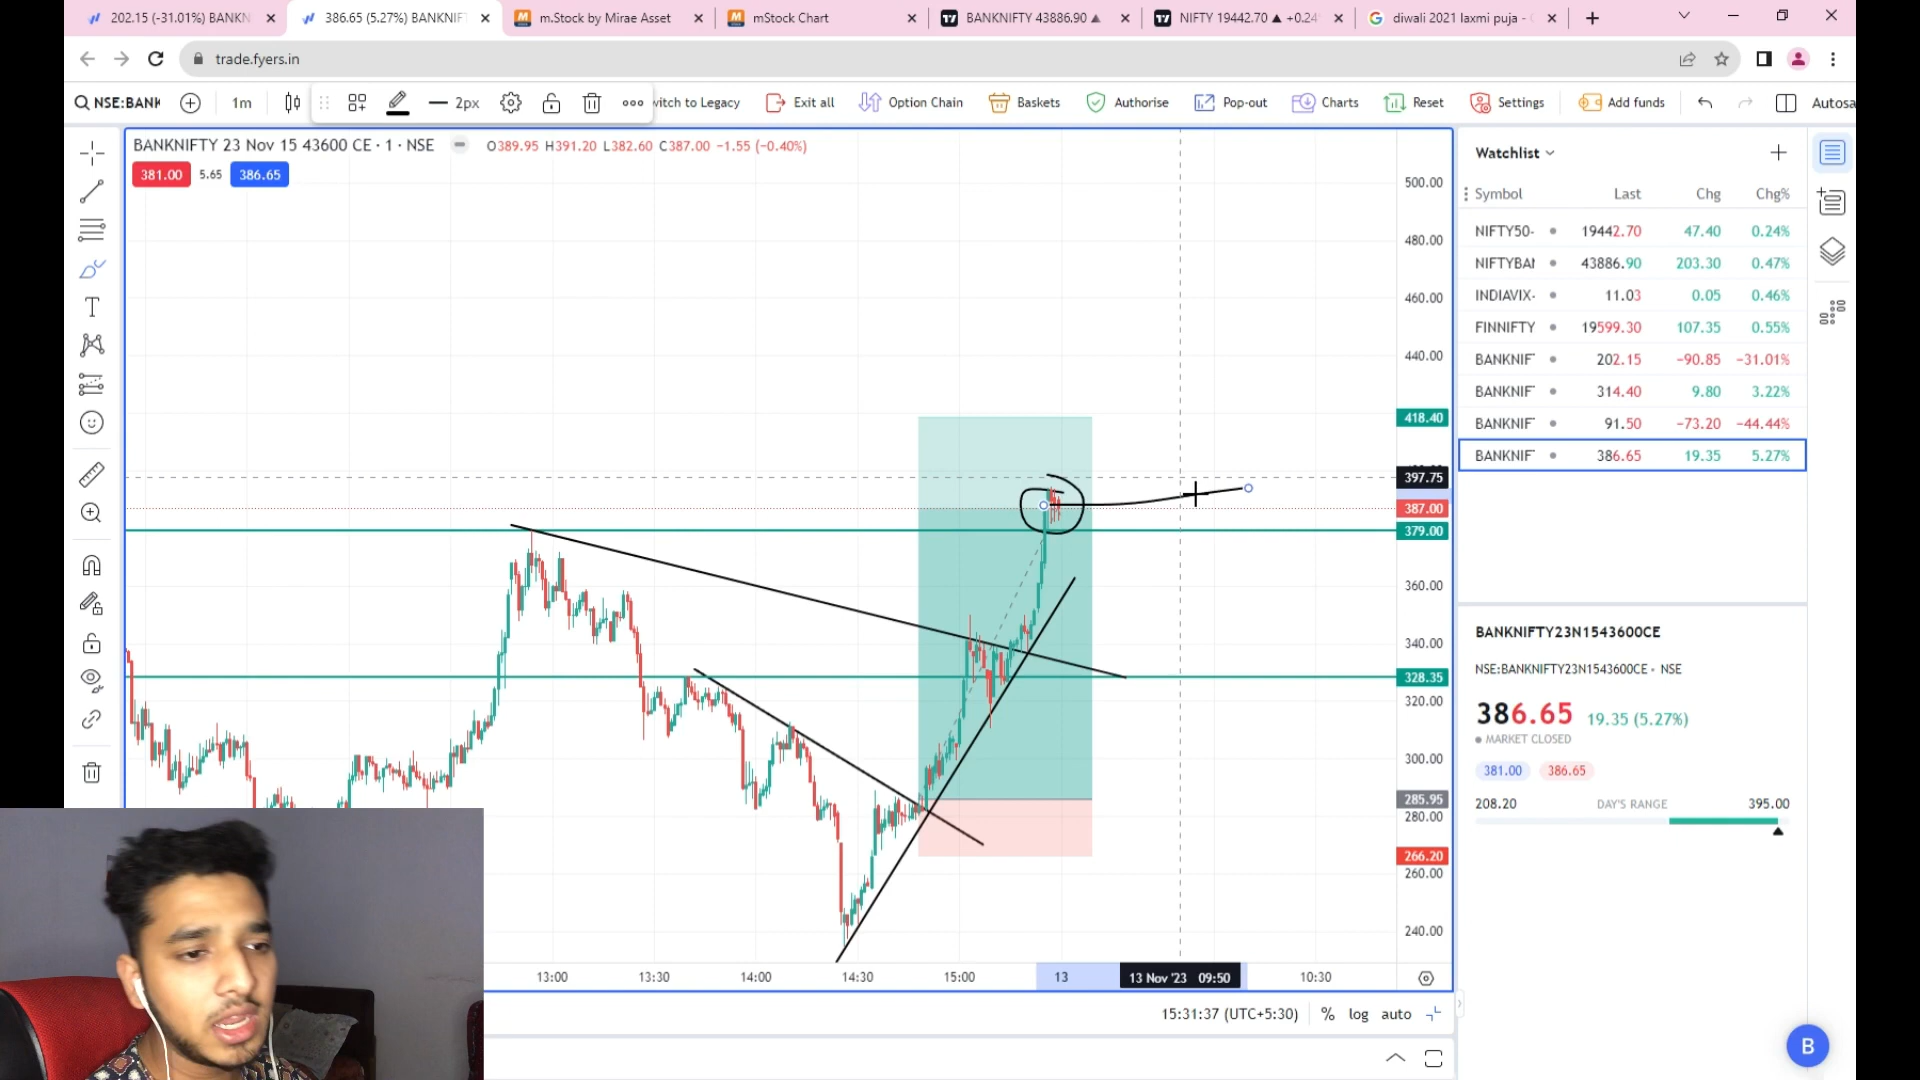 202.15 (-31.01%) BANKN
386.65 (5.27%) BANKNIF
m.Stock by Mirae Asset
mStock Chart
BANKNIFTY 43886.90 ▲
NIFTY 19442.70 ▲ +0.24
diwali 2021 laxmi puja -
trade.fyers.in
NSE:BANK
1m
2px
vitch to Legacy
Exit all
Option Chain
Baskets
Authorise
Pop-out
Charts
Reset
Settings
Add funds
Autosa
BANKNIFTY 23 Nov 15 43600 CE · 1 · NSE
O389.95 H391.20 L382.60 C387.00 −1.55 (−0.40%)
381.00 5.65 386.65
500.00
480.00
460.00
440.00
418.40
397.75
387.00
379.00
360.00
340.00
328.35
320.00
300.00
285.95
280.00
266.20
260.00
240.00
13:00 13:30 14:00 14:30 15:00 13 13 Nov '23 09:50 10:30
15:31:37 (UTC+5:30) % log auto
Watchlist
Symbol Last Chg Chg%
NIFTY50- 19442.70 47.40 0.24%
NIFTYBAI 43886.90 203.30 0.47%
INDIAVIX- 11.03 0.05 0.46%
FINNIFTY 19599.30 107.35 0.55%
BANKNIF 202.15 −90.85 −31.01%
BANKNIF 314.40 9.80 3.22%
BANKNIF 91.50 −73.20 −44.44%
BANKNIF 386.65 19.35 5.27%
BANKNIFTY23N1543600CE
NSE:BANKNIFTY23N1543600CE • NSE
386.65 19.35 (5.27%)
MARKET CLOSED
381.00 386.65
208.20 DAY'S RANGE 395.00
B